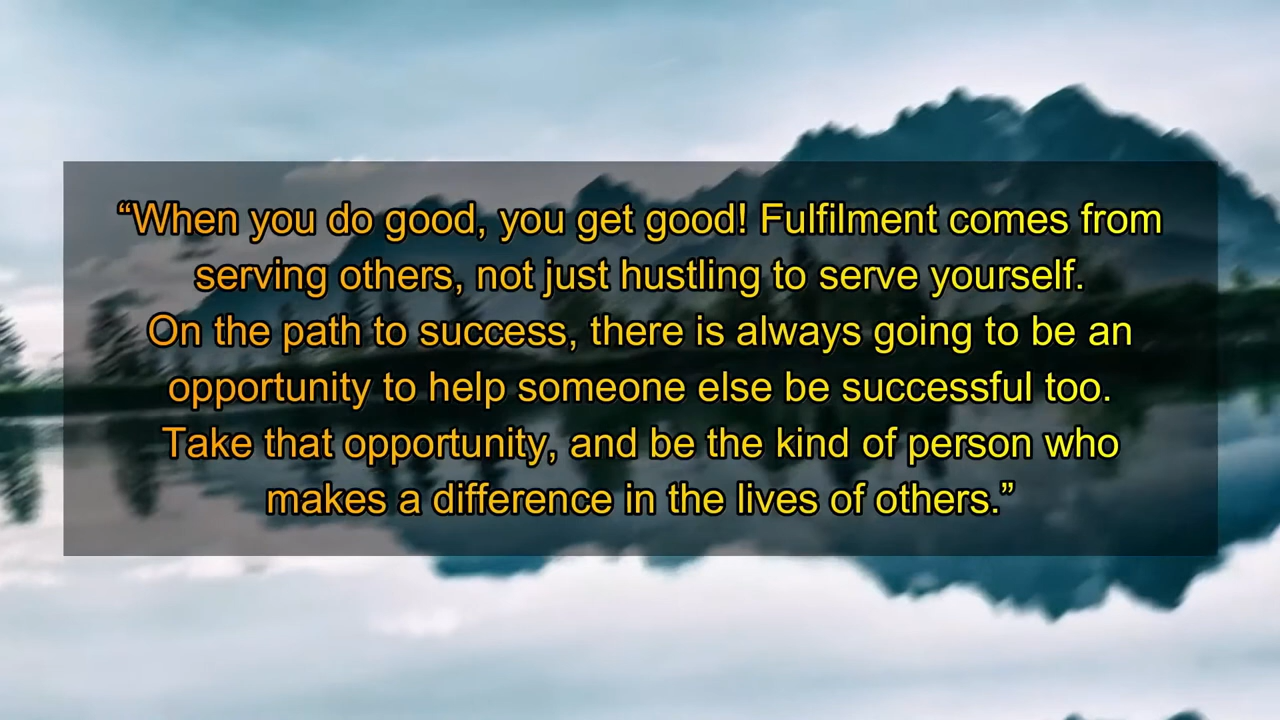 “When you do good, you get good! Fulfilment comes from
serving others, not just hustling to serve yourself.
On the path to success, there is always going to be an
opportunity to help someone else be successful too.
Take that opportunity, and be the kind of person who
makes a difference in the lives of others.”